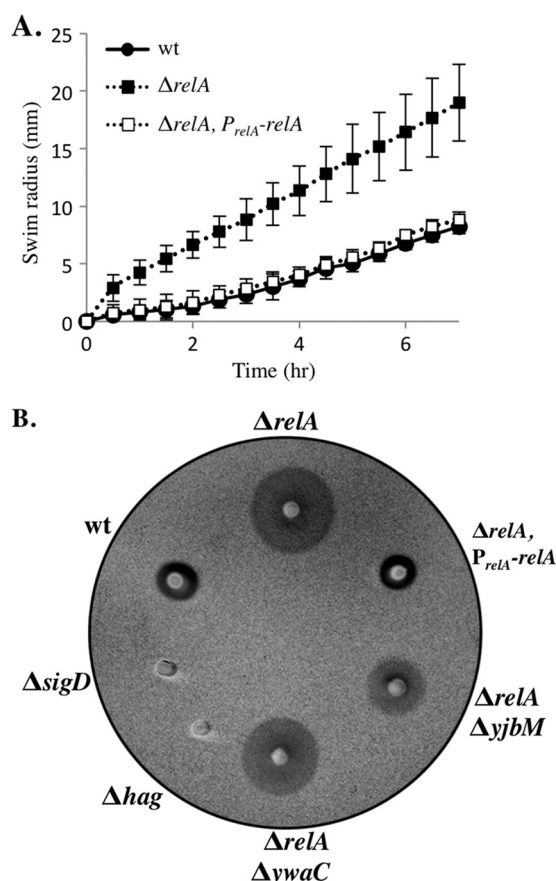 A.
25
20
15
10
5
0
Swim radius (mm)
wt
ΔrelA
ΔrelA, PrelA-relA
0 2 4 6
Time (hr)
B.
ΔrelA
wt
ΔrelA,
PrelA-relA
ΔsigD
ΔrelA
ΔyjbM
Δhag
ΔrelA
ΔywaC